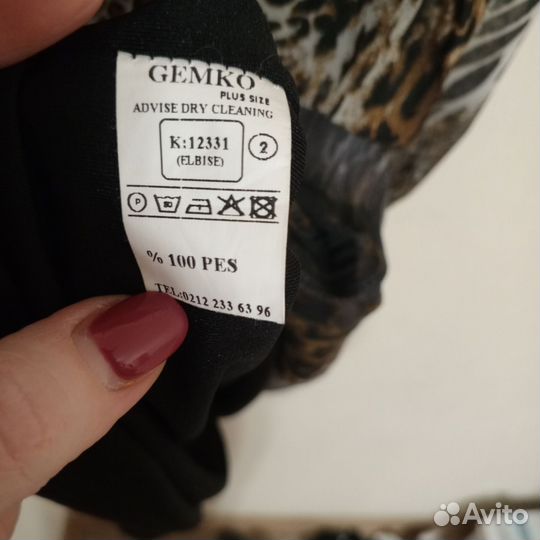 GEMKO
PLUS SIZE
ADVISE DRY CLEANING
K:12331
(ELBISE)
2
P
% 100 PES
TEL:0212 233 63 96
Avito